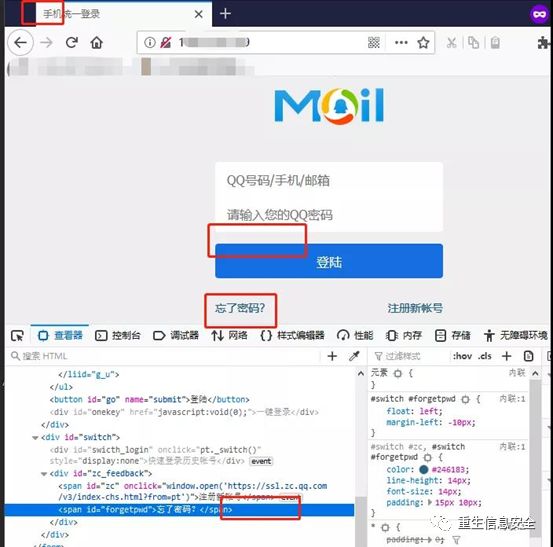 手机统一登录
Mail
QQ号码/手机/邮箱
请输入您的QQ密码
登陆
忘了密码? 注册新帐号
查看器 控制台 调试器 网络 样式编辑器 性能 内存 存储 无障碍环境
搜索 HTML
</liid="g_u">
</ul>
<button id="go" name="submit">登陆</button>
<div id="onekey" href="javascript:void(0);">一键登录</div>
</div>
<div id="switch">
<div id="swicth_login" onclick="pt._switch()"
style="display:none">快速登录历史帐号</div> event
<div id="zc_feedback">
<span id="zc" onclick="window.open('https://ssl.zc.qq.com
/v3/index-chs.html?from=pt')">注册新帐号</span> event
<span id="forgetpwd">忘了密码?</span>
过滤样式 :hov .cls
元素 { 内联
}
#switch #forgetpwd { 内联:1
float: left;
margin-left: -10px;
}
#switch #zc, #switch 内联:1
#forgetpwd {
color: #246183;
line-height: 14px;
font-size: 14px;
padding: 15px 10px;
}
* {
padding: 0;
重生信息安全